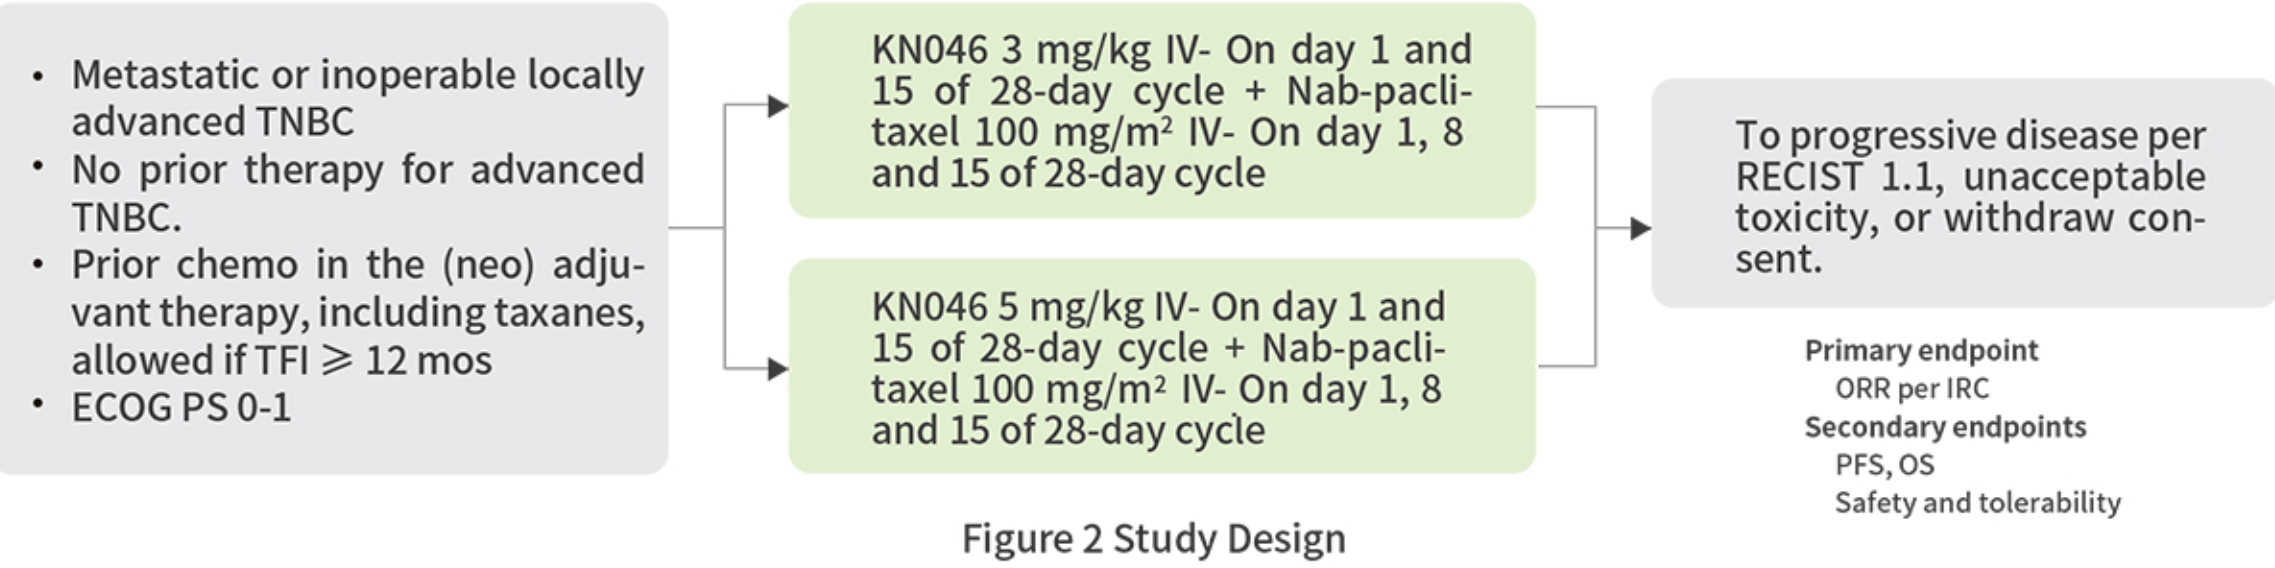 • Metastatic or inoperable locally
advanced TNBC
• No prior therapy for advanced
TNBC.
• Prior chemo in the (neo) adju-
vant therapy, including taxanes,
allowed if TFI ⩾ 12 mos
• ECOG PS 0-1
KN046 3 mg/kg IV- On day 1 and
15 of 28-day cycle + Nab-pacli-
taxel 100 mg/m² IV- On day 1, 8
and 15 of 28-day cycle
KN046 5 mg/kg IV- On day 1 and
15 of 28-day cycle + Nab-pacli-
taxel 100 mg/m² IV- On day 1, 8
and 15 of 28-day cycle
To progressive disease per
RECIST 1.1, unacceptable
toxicity, or withdraw con-
sent.
Primary endpoint
ORR per IRC
Secondary endpoints
PFS, OS
Safety and tolerability
Figure 2 Study Design